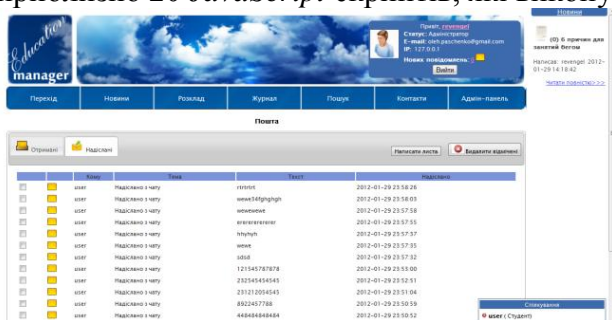 JavaScript
Education
manager
Привіт, revengel
Статус: Адміністратор
E-mail: oleh.paschenko@gmail.com
IP: 127.0.0.1
Нових повідомлень:
Вийти
Новини
(0) 6 причин для
занятий бегом
Написав: revengel 2012-
01-29 14:18:42
Читати повністю>>>
Перехід Новини Розклад Журнал Пошук Контакти Адмін-панель
Пошта
Отримані Надіслані Написати листа Видалити відмічені
Кому Тема Текст Надіслано
user Надіслано з чату rtrtrtrt 2012-01-29 23:58:26
user Надіслано з чату wewe34fghghgh 2012-01-29 23:58:03
user Надіслано з чату wewewewe 2012-01-29 23:57:58
user Надіслано з чату erererererer 2012-01-29 23:57:55
user Надіслано з чату hhyhyh 2012-01-29 23:57:37
user Надіслано з чату wewe 2012-01-29 23:57:35
user Надіслано з чату sdsd 2012-01-29 23:57:32
user Надіслано з чату 121545787878 2012-01-29 23:53:00
user Надіслано з чату 232545454545 2012-01-29 23:52:51
user Надіслано з чату 231212054545 2012-01-29 23:51:04
user Надіслано з чату 8922457788 2012-01-29 23:50:59
user Надіслано з чату 448484848484 2012-01-29 23:50:52
Спілкування
user ( Студент)